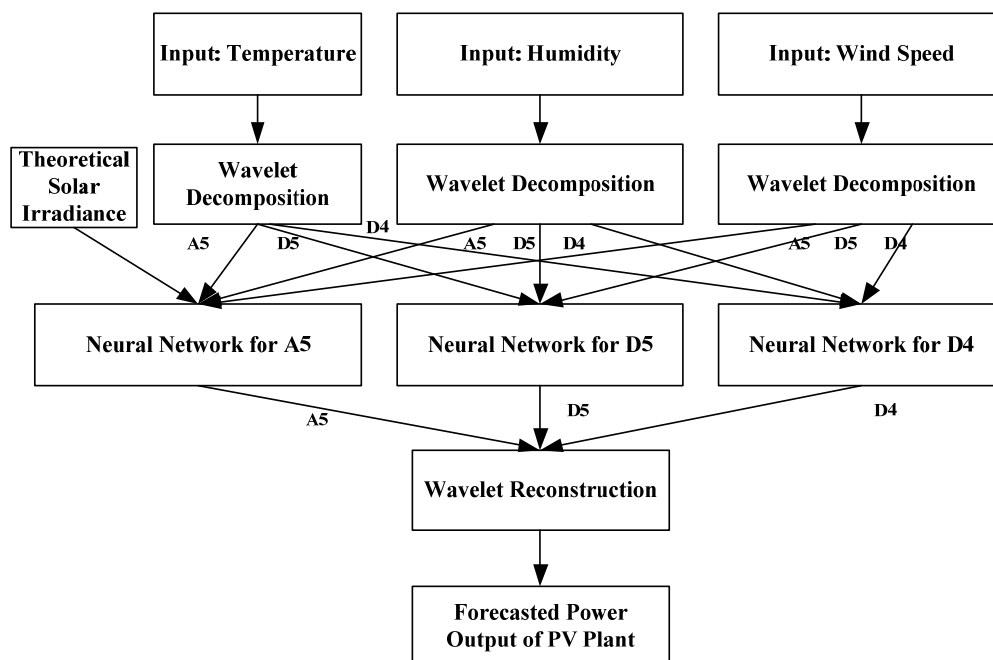 Input: Temperature
Input: Humidity
Input: Wind Speed
Theoretical
Solar
Irradiance
Wavelet
Decomposition
Wavelet Decomposition
Wavelet Decomposition
A5
D5
D4
A5
D5
D4
A5
D5
D4
Neural Network for A5
Neural Network for D5
Neural Network for D4
A5
D5
D4
Wavelet Reconstruction
Forecasted Power
Output of PV Plant